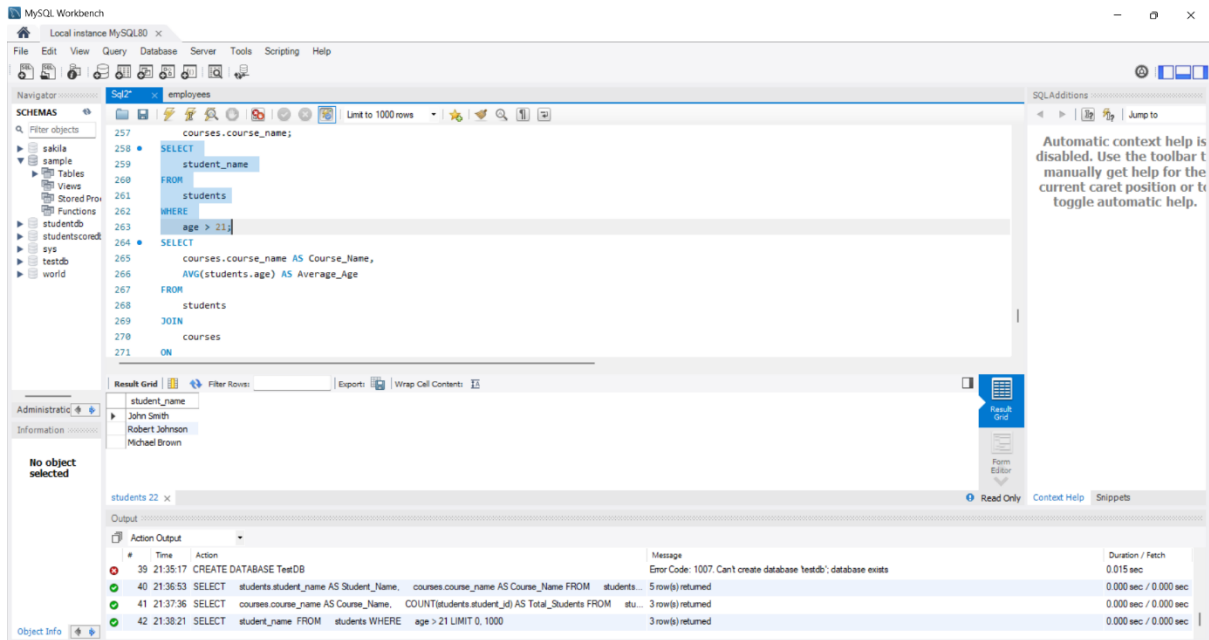 MySQL Workbench
Local instance MySQL80
File Edit View Query Database Server Tools Scripting Help
Navigator
SCHEMAS
Filter objects
sakila
sample
Tables
Views
Stored Pro
Functions
studentdb
studentscoredb
sys
testdb
world
Administratic
Information
No object
selected
Object Info
Sql2* employees
Limit to 1000 rows
257 courses.course_name;
258 SELECT
259 student_name
260 FROM
261 students
262 WHERE
263 age > 21;
264 SELECT
265 courses.course_name AS Course_Name,
266 AVG(students.age) AS Average_Age
267 FROM
268 students
269 JOIN
270 courses
271 ON
Result Grid Filter Rows: Export: Wrap Cell Content:
student_name
John Smith
Robert Johnson
Michael Brown
Result
Grid
Form
Editor
students 22
Read Only
SQLAdditions
Jump to
Automatic context help is
disabled. Use the toolbar t
manually get help for the
current caret position or to
toggle automatic help.
Context Help Snippets
Output
Action Output
# Time Action Message Duration / Fetch
39 21:35:17 CREATE DATABASE TestDB Error Code: 1007. Can't create database 'testdb'; database exists 0.015 sec
40 21:36:53 SELECT students.student_name AS Student_Name, courses.course_name AS Course_Name FROM students... 5 row(s) returned 0.000 sec / 0.000 sec
41 21:37:36 SELECT courses.course_name AS Course_Name, COUNT(students.student_id) AS Total_Students FROM stu... 3 row(s) returned 0.000 sec / 0.000 sec
42 21:38:21 SELECT student_name FROM students WHERE age > 21 LIMIT 0, 1000 3 row(s) returned 0.000 sec / 0.000 sec